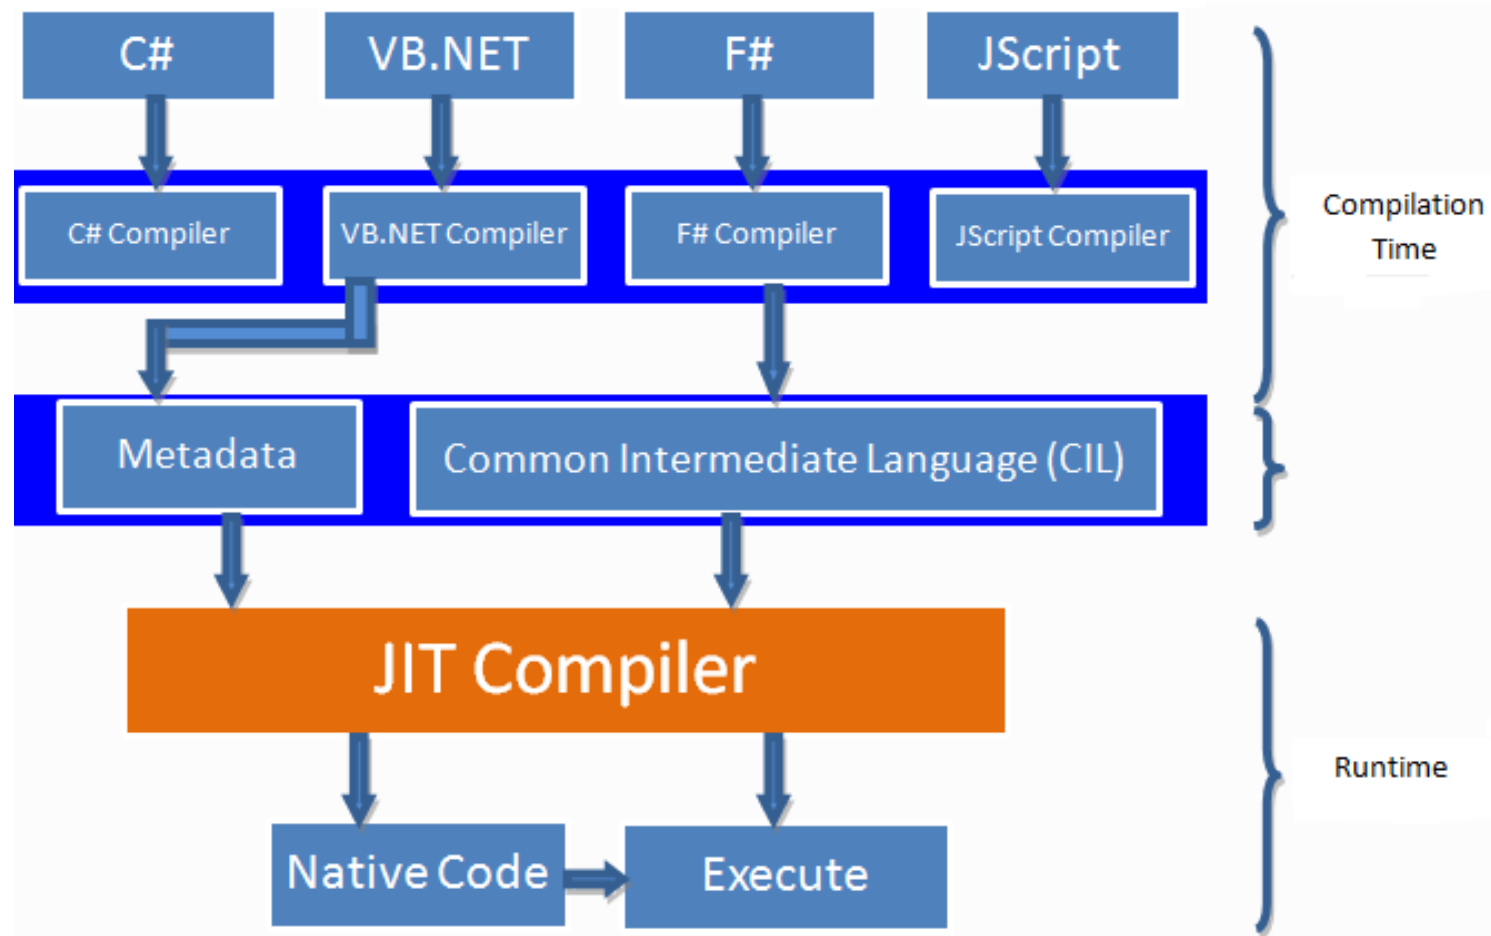 C#
VB.NET
F#
JScript
C# Compiler
VB.NET Compiler
F# Compiler
JScript Compiler
Compilation
Time
Metadata
Common Intermediate Language (CIL)
JIT Compiler
Runtime
Native Code
Execute